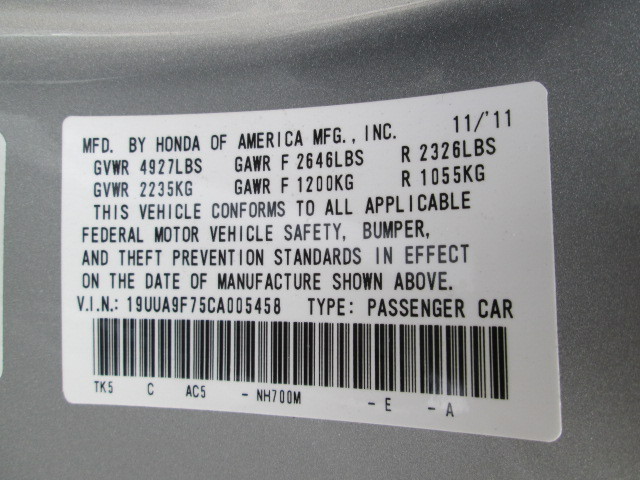 MFD. BY HONDA OF AMERICA MFG., INC. 11/'11
GVWR 4927LBS GAWR F 2646LBS R 2326LBS
GVWR 2235KG GAWR F 1200KG R 1055KG
THIS VEHICLE CONFORMS TO ALL APPLICABLE
FEDERAL MOTOR VEHICLE SAFETY, BUMPER,
AND THEFT PREVENTION STANDARDS IN EFFECT
ON THE DATE OF MANUFACTURE SHOWN ABOVE.
V.I.N.: 19UUA9F75CA005458 TYPE: PASSENGER CAR
TK5 C AC5 - NH700M - E - A